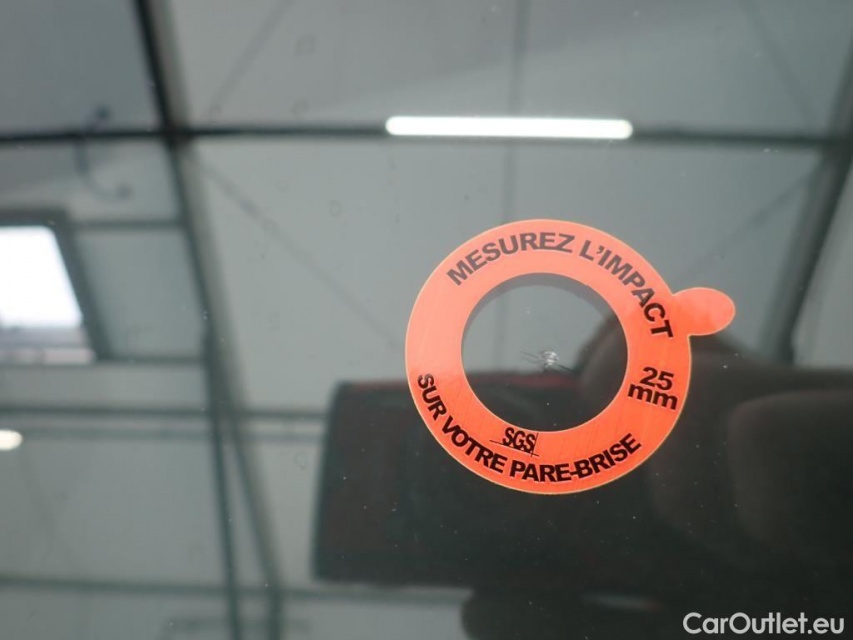 MESUREZ L'IMPACT
25
mm
SGS
SUR VOTRE PARE-BRISE
CarOutlet.eu